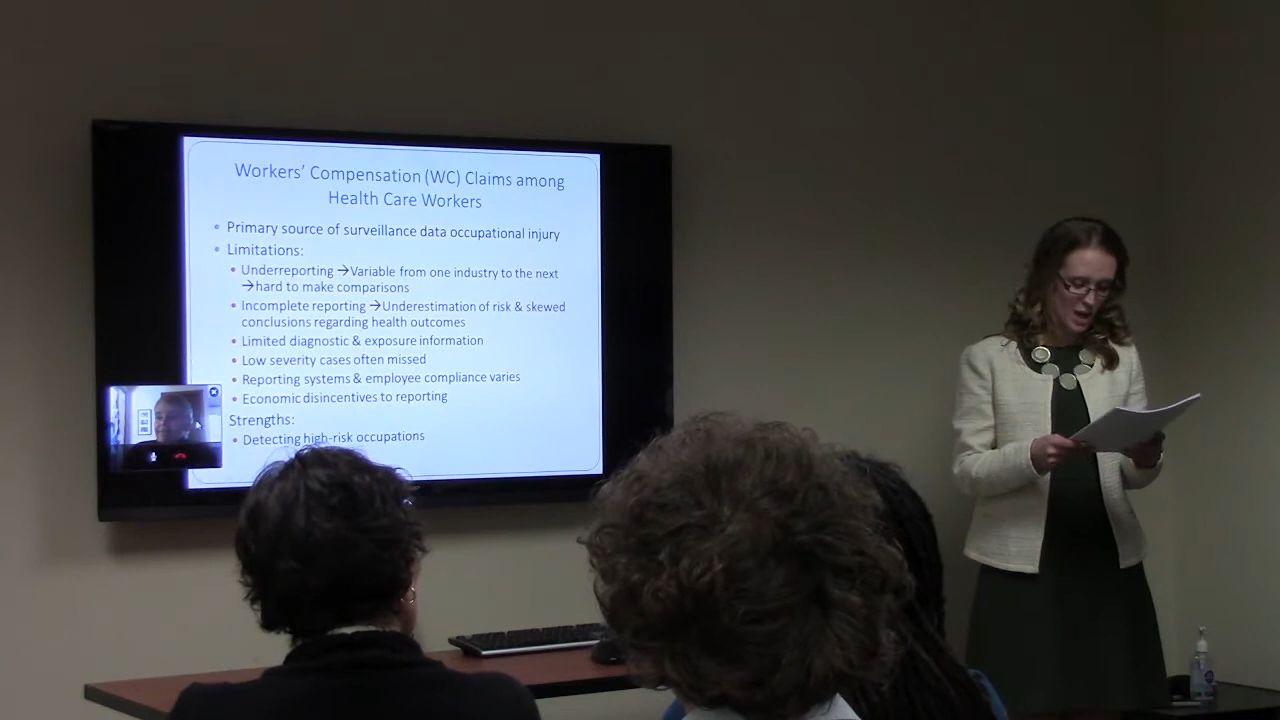 Workers' Compensation (WC) Claims among
Health Care Workers
• Primary source of surveillance data occupational injury
• Limitations:
• Underreporting →Variable from one industry to the next
→hard to make comparisons
• Incomplete reporting →Underestimation of risk & skewed
conclusions regarding health outcomes
• Limited diagnostic & exposure information
• Low severity cases often missed
• Reporting systems & employee compliance varies
• Economic disincentives to reporting
Strengths:
• Detecting high-risk occupations